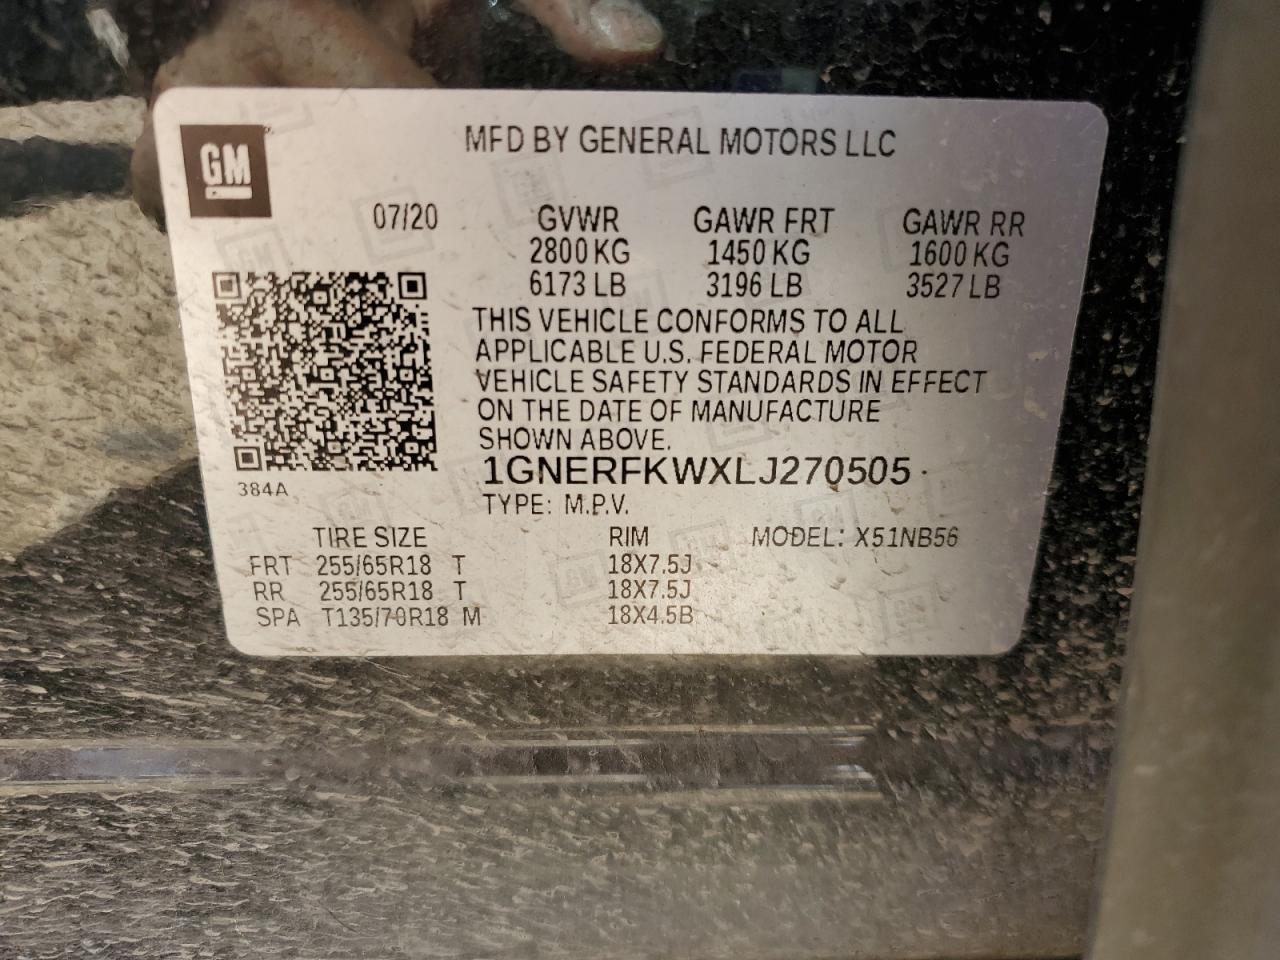 GM
MFD BY GENERAL MOTORS LLC
07/20 GVWR GAWR FRT GAWR RR
2800 KG 1450 KG 1600 KG
6173 LB 3196 LB 3527 LB
THIS VEHICLE CONFORMS TO ALL
APPLICABLE U.S. FEDERAL MOTOR
VEHICLE SAFETY STANDARDS IN EFFECT
ON THE DATE OF MANUFACTURE
SHOWN ABOVE.
1GNERFKWXLJ270505
384A
TYPE: M.P.V.
TIRE SIZE RIM MODEL: X51NB56
FRT 255/65R18 T 18X7.5J
RR 255/65R18 T 18X7.5J
SPA T135/70R18 M 18X4.5B